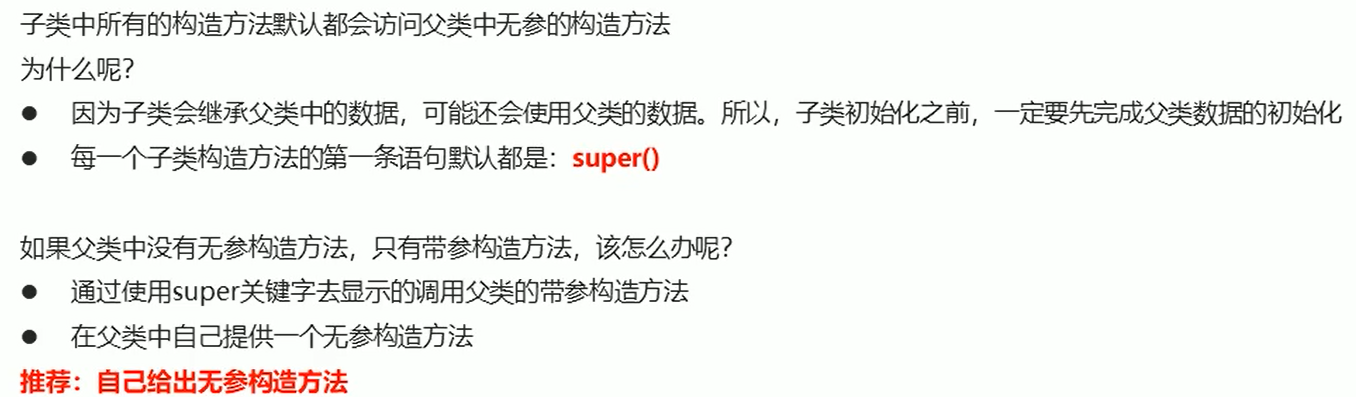 子类中所有的构造方法默认都会访问父类中无参的构造方法
为什么呢？
● 因为子类会继承父类中的数据，可能还会使用父类的数据。所以，子类初始化之前，一定要先完成父类数据的初始化
● 每一个子类构造方法的第一条语句默认都是：super()
如果父类中没有无参构造方法，只有带参构造方法，该怎么办呢？
● 通过使用super关键字去显示的调用父类的带参构造方法
● 在父类中自己提供一个无参构造方法
推荐：自己给出无参构造方法